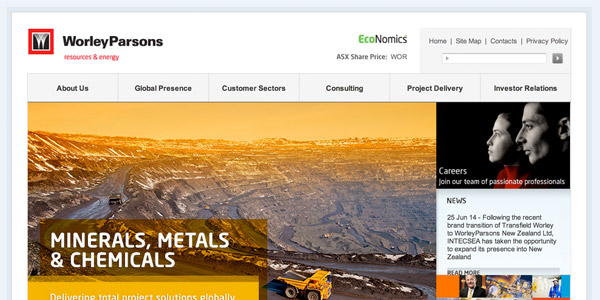 WorleyParsons
resources & energy
EcoNomics
ASX Share Price: WOR
Home | Site Map | Contacts | Privacy Policy
About Us
Global Presence
Customer Sectors
Consulting
Project Delivery
Investor Relations
MINERALS, METALS
& CHEMICALS
Delivering total project solutions globally
Careers
Join our team of passionate professionals
NEWS
25 Jun 14 - Following the recent
brand transition of Transfield Worley
to WorleyParsons New Zealand Ltd,
INTECSEA has taken the opportunity
to expand its presence into New
READ MORE